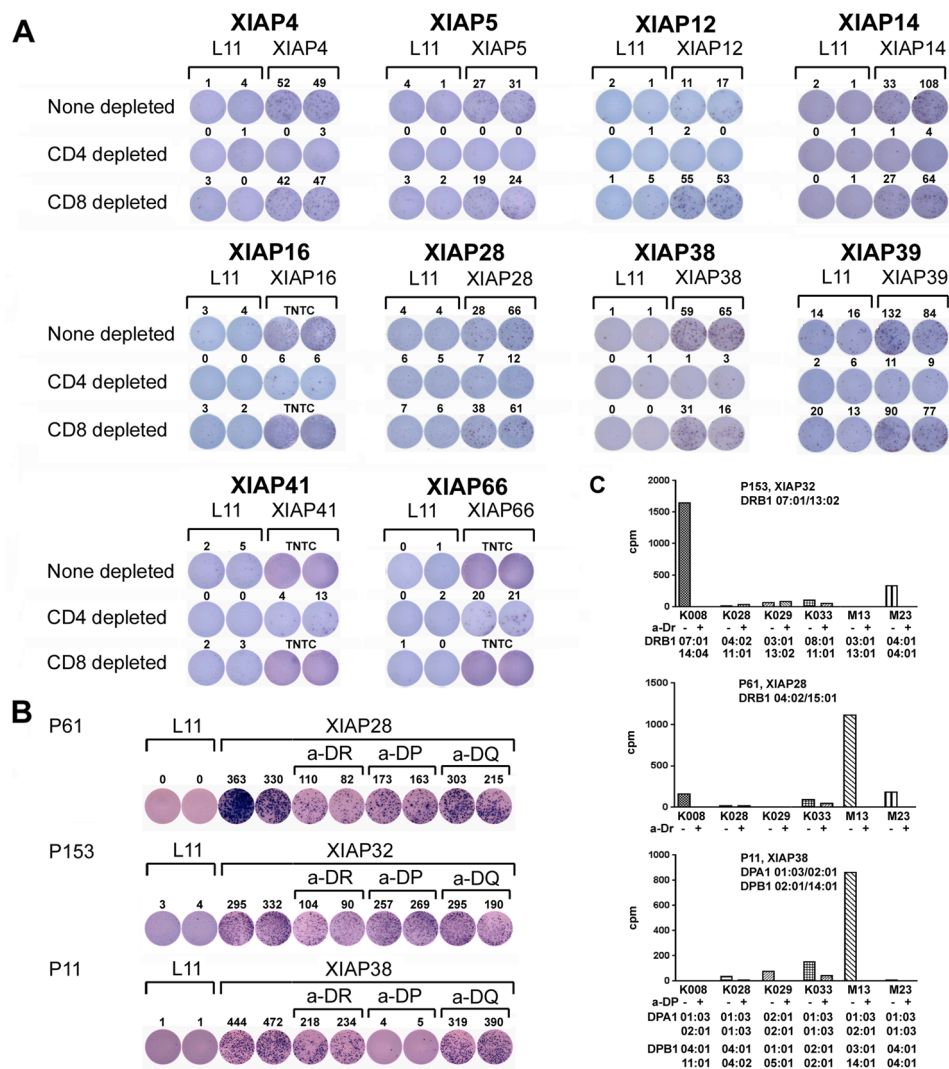 A
XIAP4 XIAP5 XIAP12 XIAP14
L11 XIAP4 L11 XIAP5 L11 XIAP12 L11 XIAP14
1 4 52 49 4 1 27 31 2 1 11 17 2 1 33 108
None depleted
0 1 0 3 0 0 0 0 0 1 2 0 0 1 1 4
CD4 depleted
3 0 42 47 3 2 19 24 1 5 55 53 0 1 27 64
CD8 depleted
XIAP16 XIAP28 XIAP38 XIAP39
L11 XIAP16 L11 XIAP28 L11 XIAP38 L11 XIAP39
3 4 TNTC 4 4 28 66 1 1 59 65 14 16 132 84
None depleted
0 0 6 6 6 5 7 12 0 1 1 3 2 6 11 9
CD4 depleted
3 2 TNTC 7 6 38 61 0 0 31 16 20 13 90 77
CD8 depleted
XIAP41 XIAP66
L11 XIAP41 L11 XIAP66
2 5 TNTC 0 1 TNTC
None depleted
0 0 4 13 0 2 20 21
CD4 depleted
2 3 TNTC 1 0 TNTC
CD8 depleted
B
P61 L11 XIAP28
a-DR a-DP a-DQ
0 0 363 330 110 82 173 163 303 215
P153 L11 XIAP32
a-DR a-DP a-DQ
3 4 295 332 104 90 257 269 295 190
P11 L11 XIAP38
a-DR a-DP a-DQ
1 1 444 472 218 234 4 5 319 390
C
P153, XIAP32
DRB1 07:01/13:02
cpm
2000
1500
1000
500
0
K008 K028 K029 K033 M13 M23
a-Dr - + - + - + - + - + - +
DRB1 07:01 04:02 03:01 08:01 03:01 04:01
14:04 11:01 13:02 11:01 13:01 04:01
P61, XIAP28
DRB1 04:02/15:01
cpm
1500
1000
500
0
K008 K028 K029 K033 M13 M23
a-Dr - + - + - + - + - + - +
P11, XIAP38
DPA1 01:03/02:01
DPB1 02:01/14:01
cpm
1000
800
600
400
200
0
K008 K028 K029 K033 M13 M23
a-DP - + - + - + - + - + - +
DPA1 01:03 01:03 02:01 01:03 01:03 01:03
02:01 01:03 02:01 01:03 02:01 01:03
DPB1 04:01 04:01 01:01 02:01 03:01 04:01
11:01 04:02 05:01 02:01 14:01 04:01